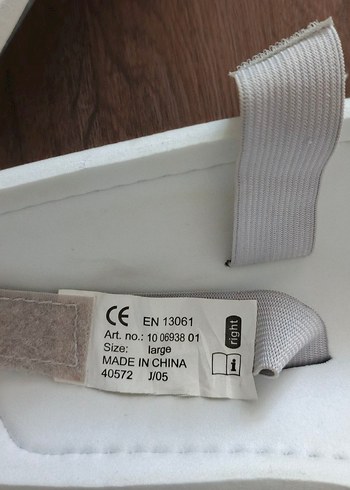 CE EN 13061
Art. no.: 10 06938 01
Size: large
MADE IN CHINA
40572 J/05
right
i